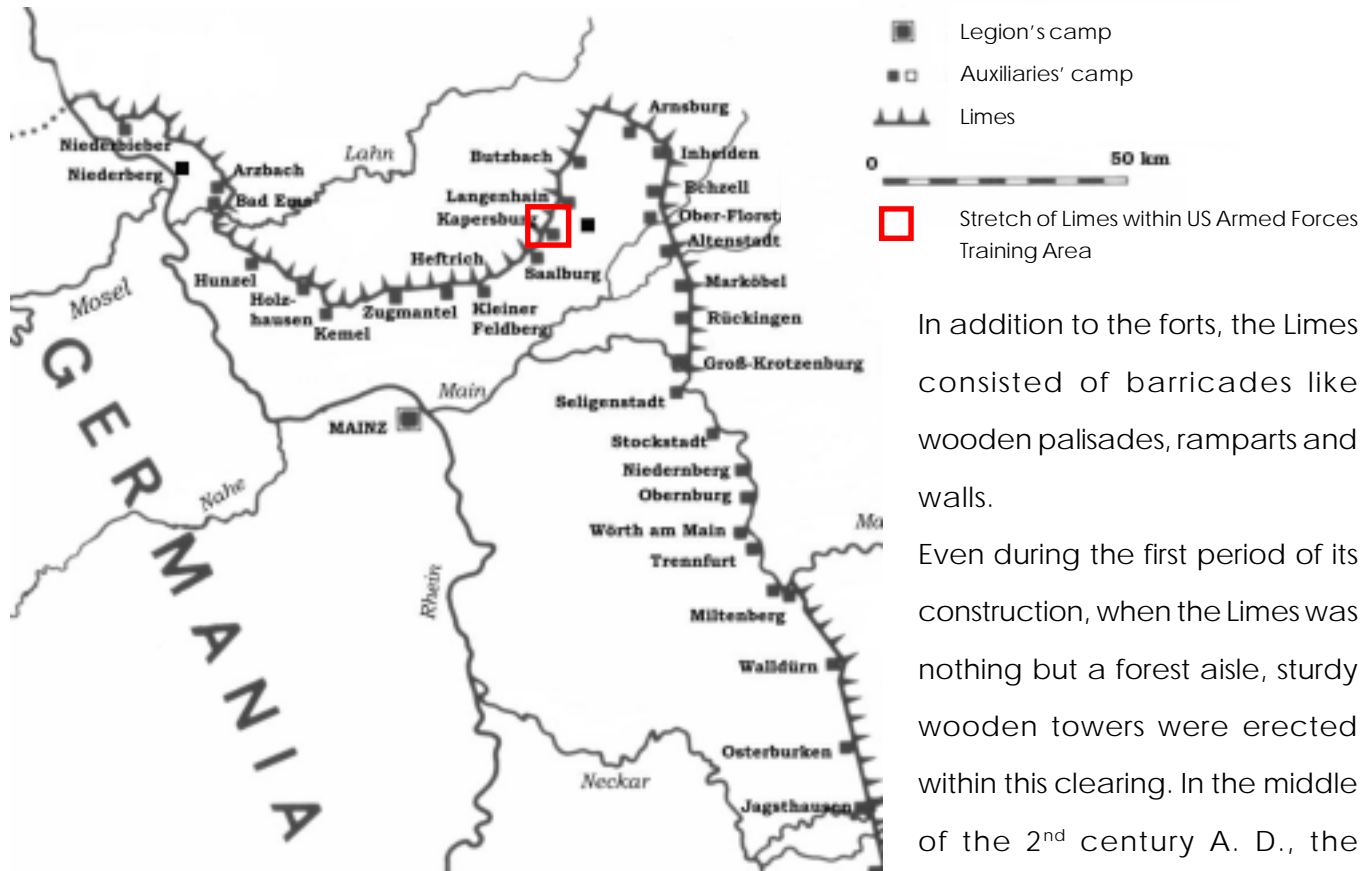 Legion's camp
Auxiliaries' camp
Limes
0 50 km
Stretch of Limes within US Armed Forces
Training Area
Arnsburg
Niederbieber
Niederberg
Arzbach
Bad Ems
Lahn
Butzbach
Inheiden
Langenhain
Echzell
Kapersburg
Ober-Florst
Altenstadt
Heftrich
Saalburg
Hunzel
Holz-
hausen
Kemel
Zugmantel
Kleiner
Feldberg
Marköbel
Rückingen
Mosel
Groß-Krotzenburg
Main
Seligenstadt
MAINZ
Stockstadt
Nahe
Niedernberg
Obernburg
Wörth am Main
Ma
Trennfurt
Rhein
Miltenberg
Walldürn
Osterburken
Neckar
Jagsthausen
GERMANIA
In addition to the forts, the Limes
consisted of barricades like
wooden palisades, ramparts and
walls.
Even during the first period of its
construction, when the Limes was
nothing but a forest aisle, sturdy
wooden towers were erected
within this clearing. In the middle
of the 2nd century A. D., the